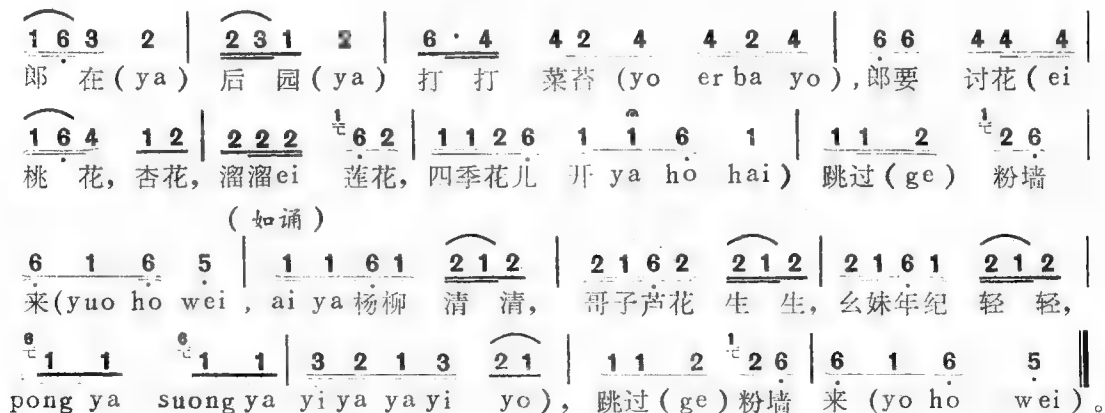 1 6 3 2 | 2 3 1 2 | 6 · 4 4 2 4 4 2 4 | 6 6 4 4 4 |
郎 在(ya) 后 园(ya) 打 打 菜苔 (yo er ba yo),郎要 讨花(ei
1 6 4 1 2 | 2 2 2 1 6 2 | 1 1 2 6 1 1 6 1 | 1 1 2 1 2 6 |
桃 花, 杏花, 溜溜ei 莲花, 四季花儿 开 ya ho hai) 跳过(ge) 粉墙
(如诵)
6 1 6 5 | 1 1 6 1 2 1 2 | 2 1 6 2 2 1 2 | 2 1 6 1 2 1 2 |
来(yuo ho wei, ai ya 杨柳 清 清, 哥子芦花 生 生, 幺妹年纪 轻 轻,
6 1 1 6 1 1 | 3 2 1 3 2 1 | 1 1 2 1 2 6 | 6 1 6 5 ‖
pong ya suong ya yi ya ya yi yo), 跳过(ge)粉墙 来 (yo ho wei)。